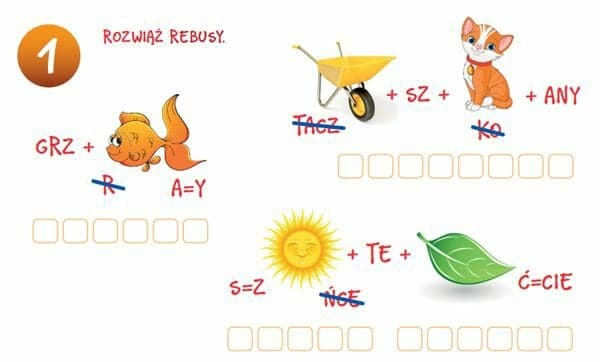 1
ROZWIĄŻ REBUSY.
GRZ +
R A=Y
TACZ + SZ + KO + ANY
S=Z ŃCE + TE + Ć=CIE